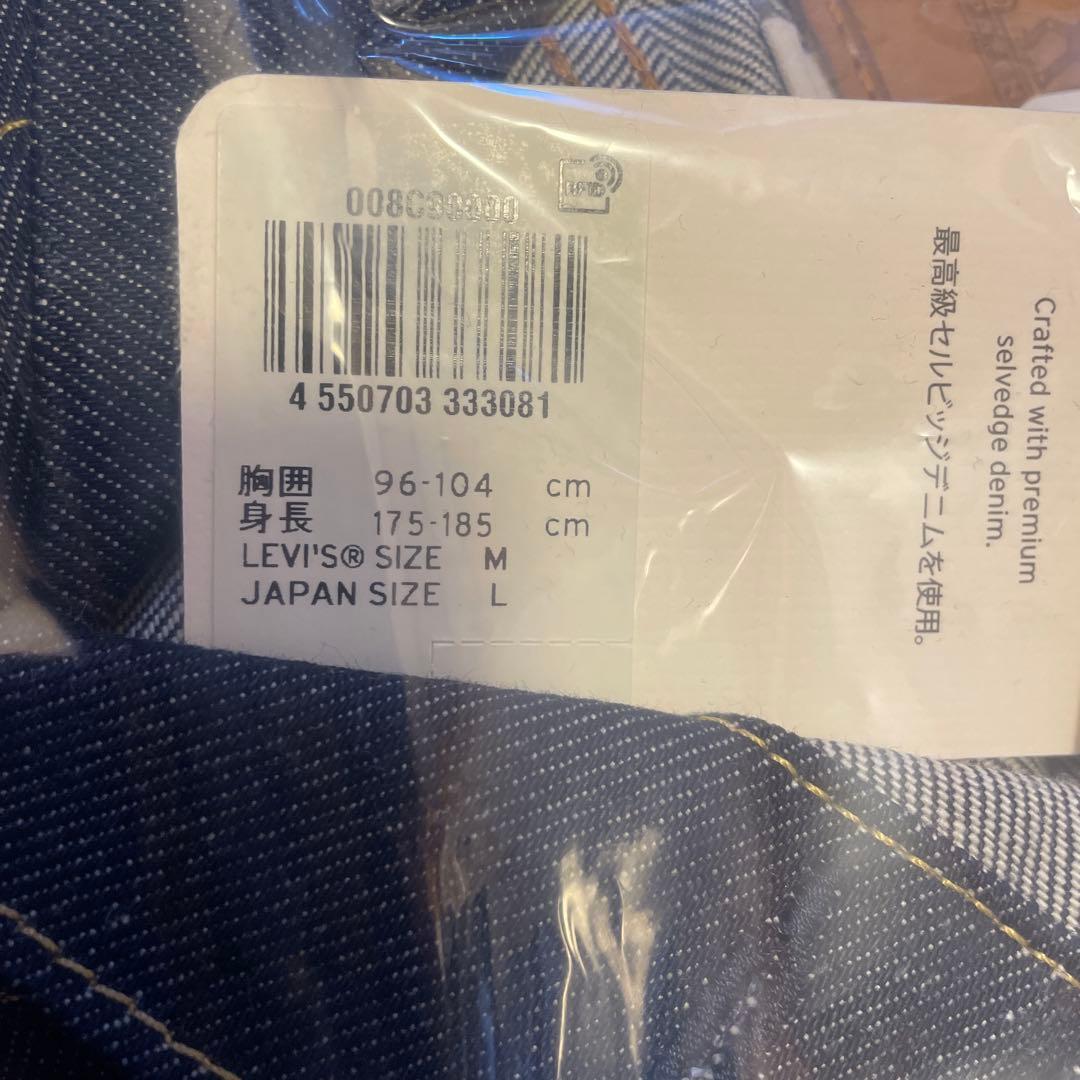 4 550703 333081
胸囲 96-104 cm
身長 175-185 cm
LEVI'S® SIZE M
JAPAN SIZE L
Crafted with premium
selvedge denim.
最高級セルビッジデニムを使用。